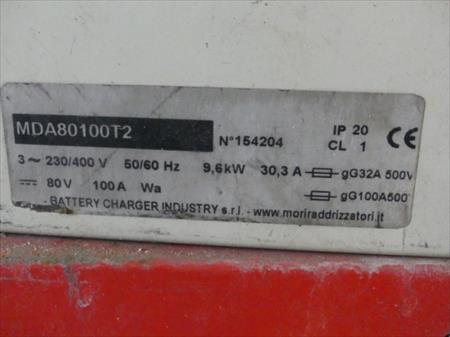 MDA80100T2 N°154204 IP 20 CE
CL 1
3 ~ 230/400 V 50/60 Hz 9,6kW 30,3 A gG32A 500V
80V 100A Wa gG100A500
BATTERY CHARGER INDUSTRY s.r.l. - www.moriraddrizzatori.it